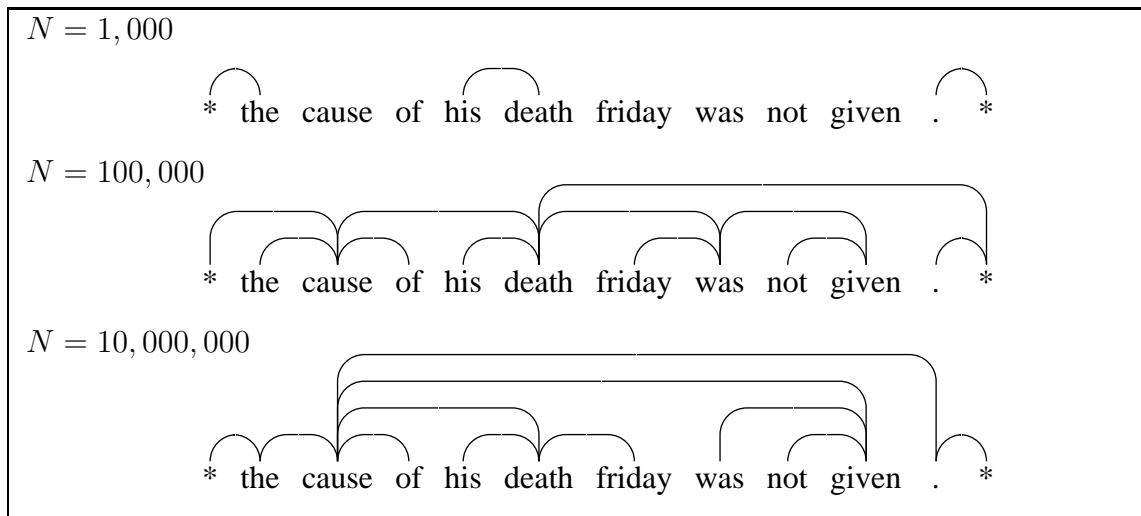 N = 1,000
* the cause of his death friday was not given . *
N = 100,000
* the cause of his death friday was not given . *
N = 10,000,000
* the cause of his death friday was not given . *